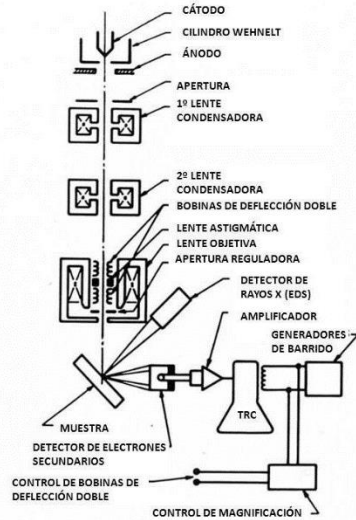 CÁTODO
CILINDRO WEHNELT
ÁNODO
APERTURA
1º LENTE
CONDENSADORA
2º LENTE
CONDENSADORA
BOBINAS DE DEFLECCIÓN DOBLE
LENTE ASTIGMÁTICA
LENTE OBJETIVA
APERTURA REGULADORA
DETECTOR DE
RAYOS X (EDS)
AMPLIFICADOR
GENERADORES
DE BARRIDO
TRC
MUESTRA
DETECTOR DE ELECTRONES
SECUNDARIOS
CONTROL DE BOBINAS DE
DEFLECCIÓN DOBLE
CONTROL DE MAGNIFICACIÓN